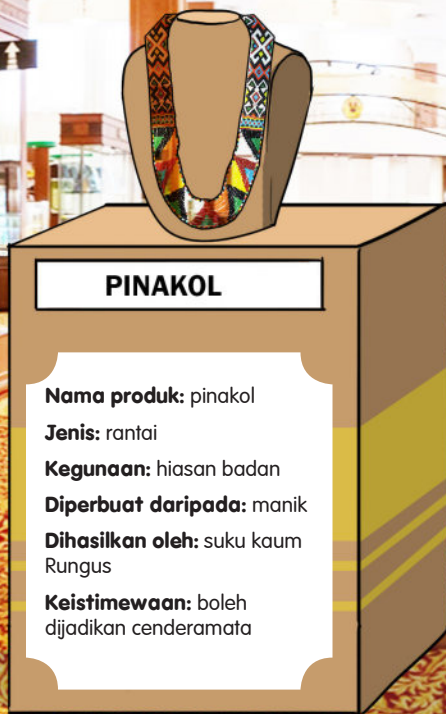 PINAKOL
Nama produk: pinakol
Jenis: rantai
Kegunaan: hiasan badan
Diperbuat daripada: manik
Dihasilkan oleh: suku kaum
Rungus
Keistimewaan: boleh
dijadikan cenderamata